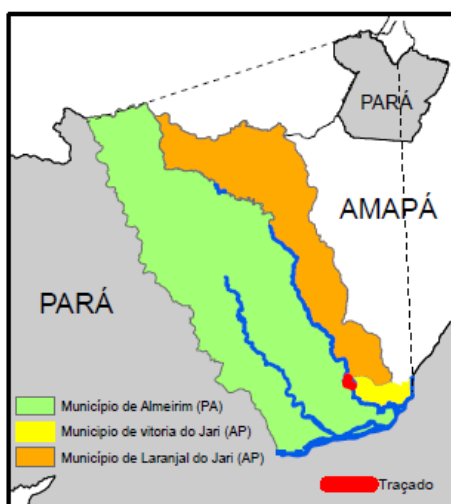 PARÁ
AMAPÁ
PARÁ
Município de Almeirim (PA)
Municipio de vitoria do Jari (AP)
Município de Laranjal do Jari (AP)
Traçado